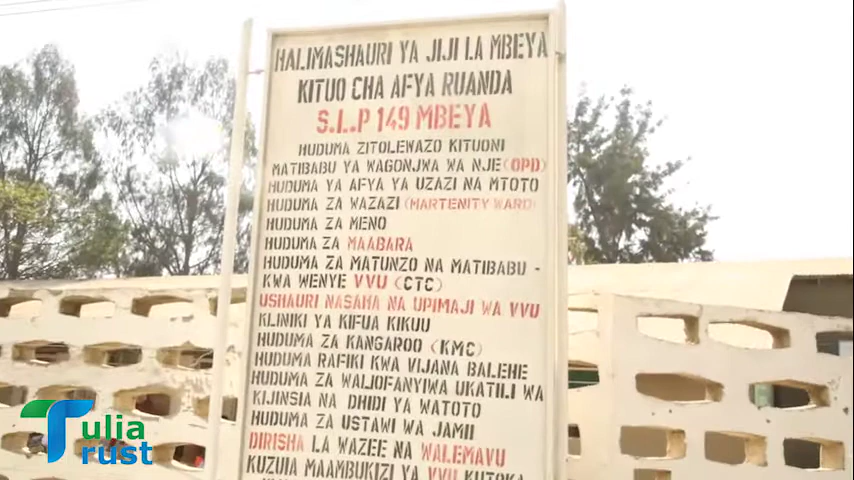 HALIMASHAURI YA JIJI LA MBEYA
KITUO CHA AFYA RUANDA
S.L.P 149 MBEYA
HUDUMA ZITOLEWAZO KITUONI
MATIBABU YA WAGONJWA WA NJE (OPD)
HUDUMA YA AFYA YA UZAZI NA MTOTO
HUDUMA ZA WAZAZI (MARTENITY WARD)
HUDUMA ZA MENO
HUDUMA ZA MAABARA
HUDUMA ZA MATUNZO NA MATIBABU -
KWA WENYE VVU (CTC)
USHAURI NASAHA NA UPIMAJI WA VVU
KLINIKI YA KIFUA KIKUU
HUDUMA ZA KANGAROO (KMC)
HUDUMA RAFIKI KWA VIJANA BALEHE
HUDUMA ZA WALIOFANYIWA UKATILI WA
KIJINSIA NA DHIDI YA WATOTO
HUDUMA ZA USTAWI WA JAMII
DIRISHA LA WAZEE NA WALEMAVU
KUZUIA MAAMBUKIZI YA VVU KUTOKA
Tulia
Trust